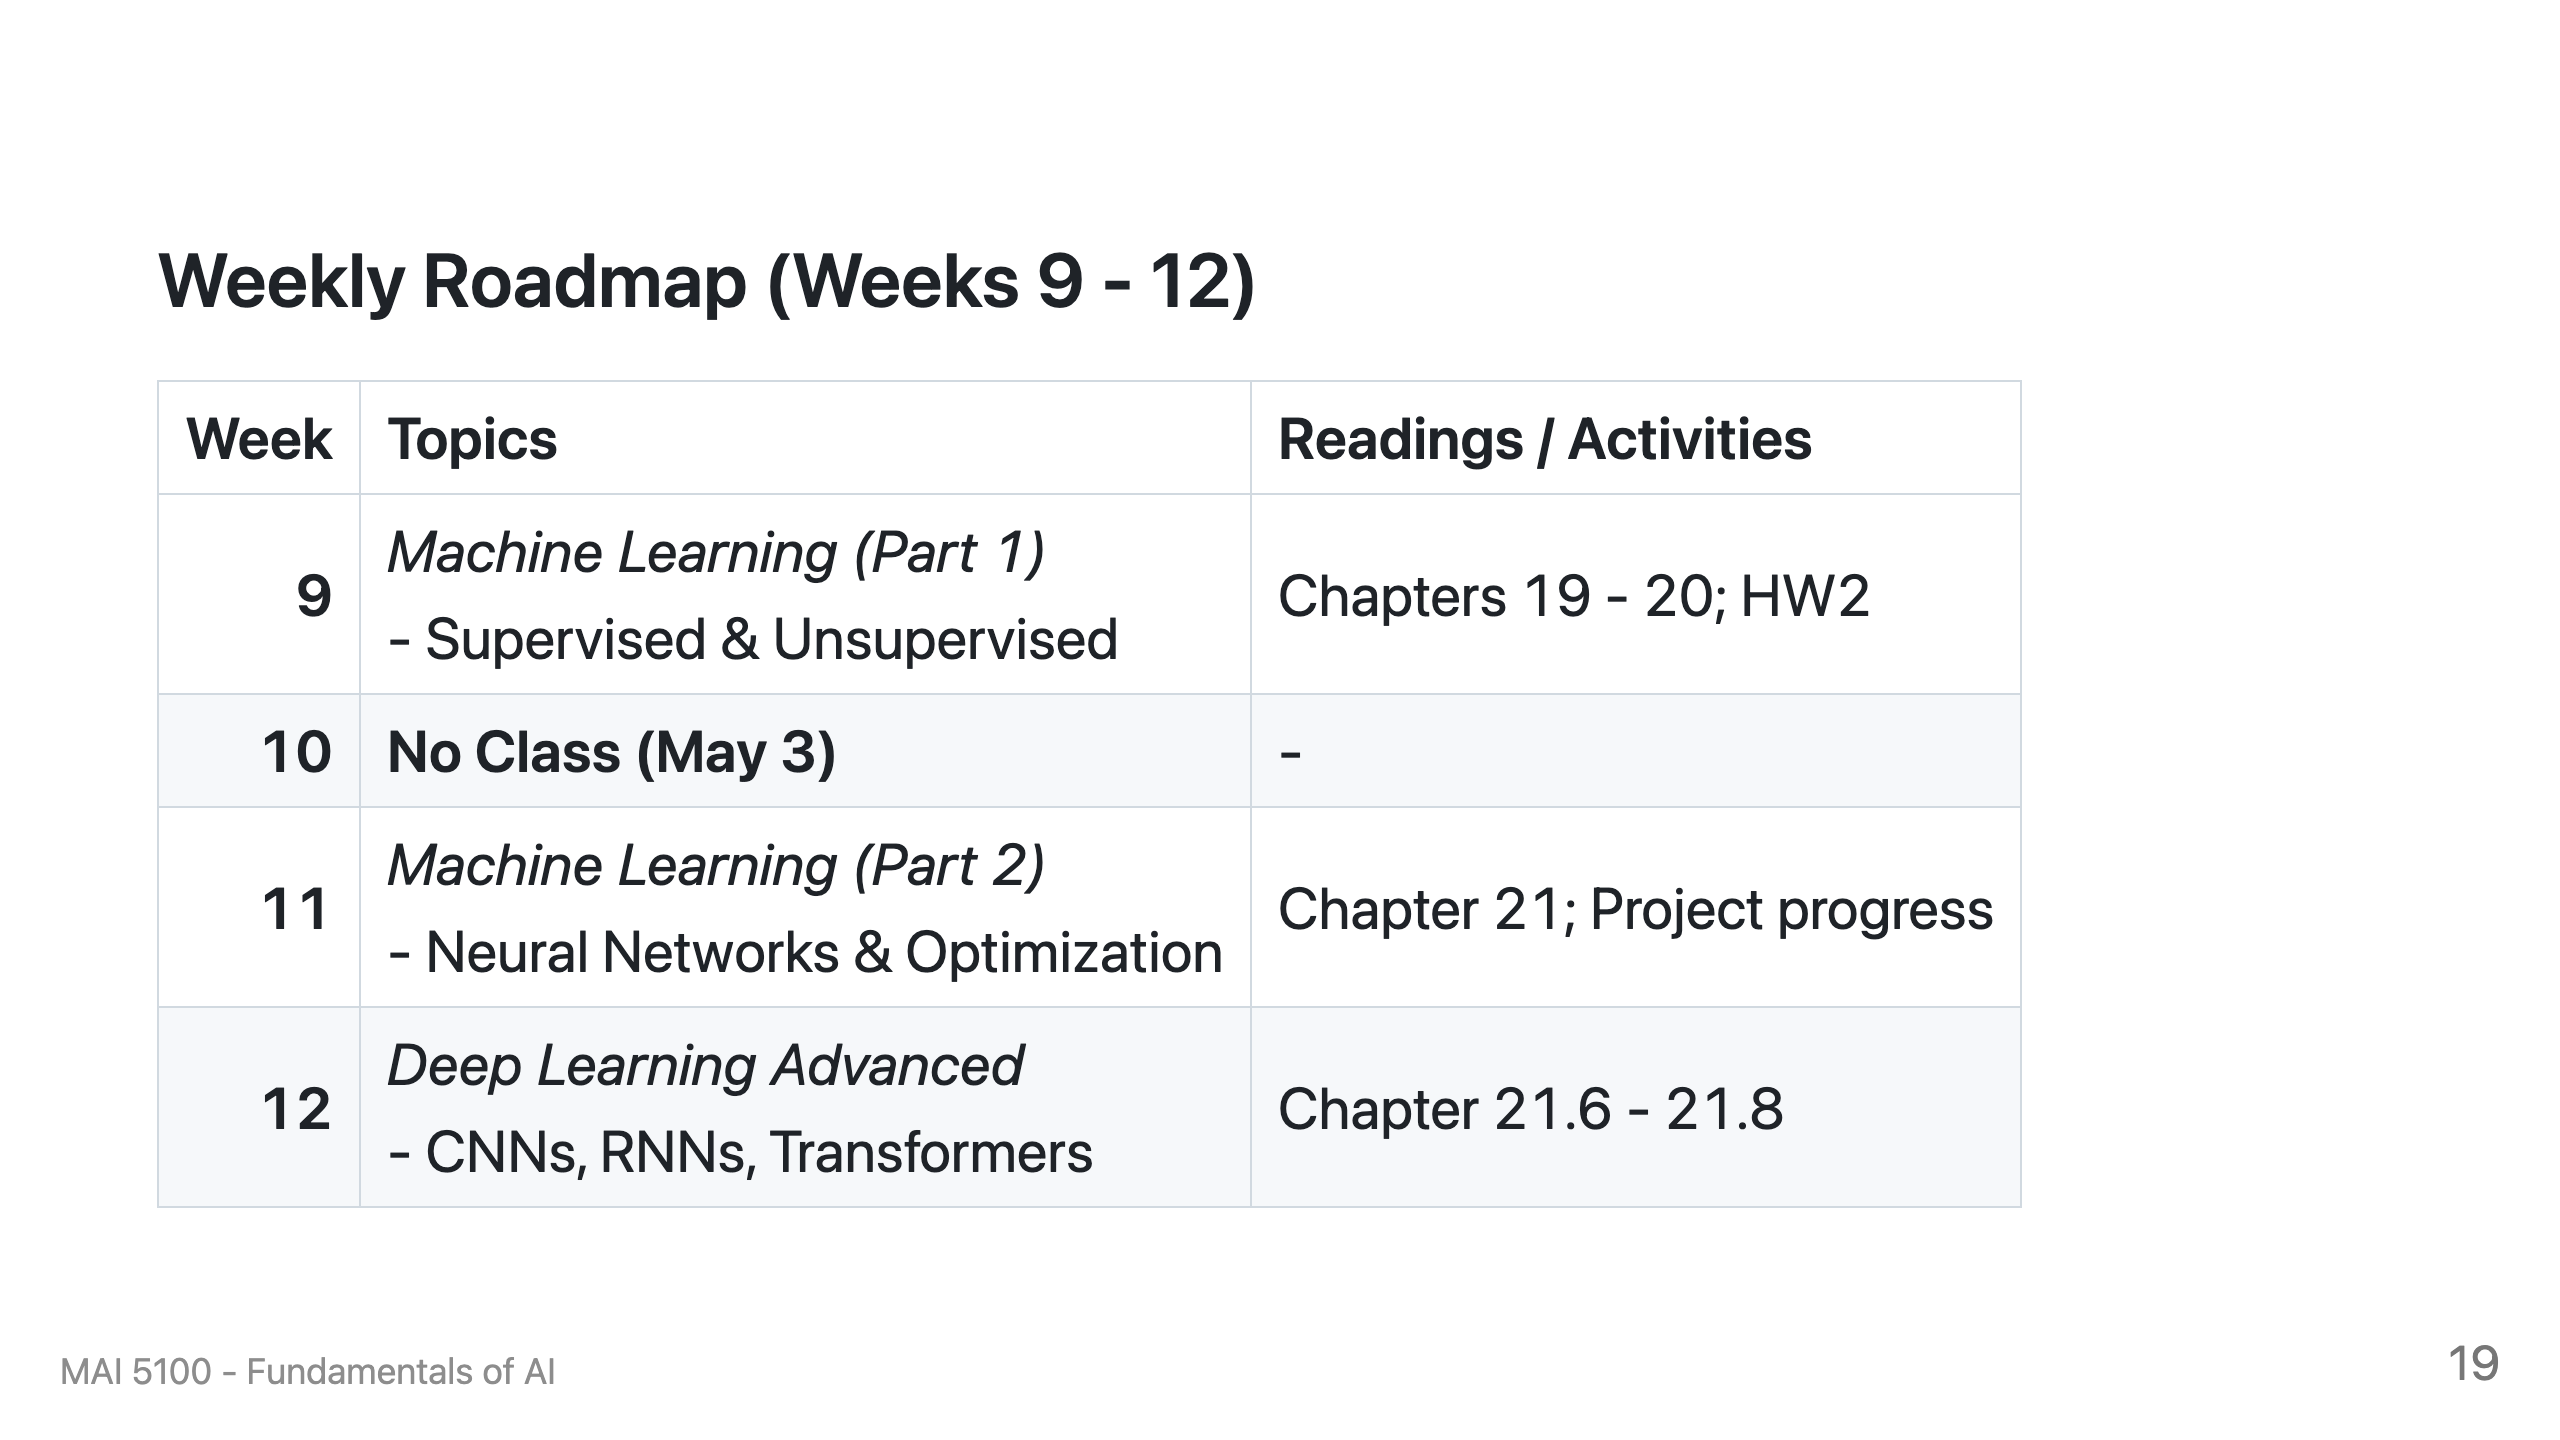 Weekly Roadmap (Weeks 9 - 12)
Week Topics Readings / Activities
9
Machine Learning (Part 1)
- Supervised & Unsupervised
Chapters 19 - 20; HW2
10 No Class (May 3) -
11
Machine Learning (Part 2)
- Neural Networks & Optimization
Chapter 21; Project progress
12
Deep Learning Advanced
- CNNs, RNNs, Transformers
Chapter 21.6 - 21.8
MAI 5100 - Fundamentals of AI
19